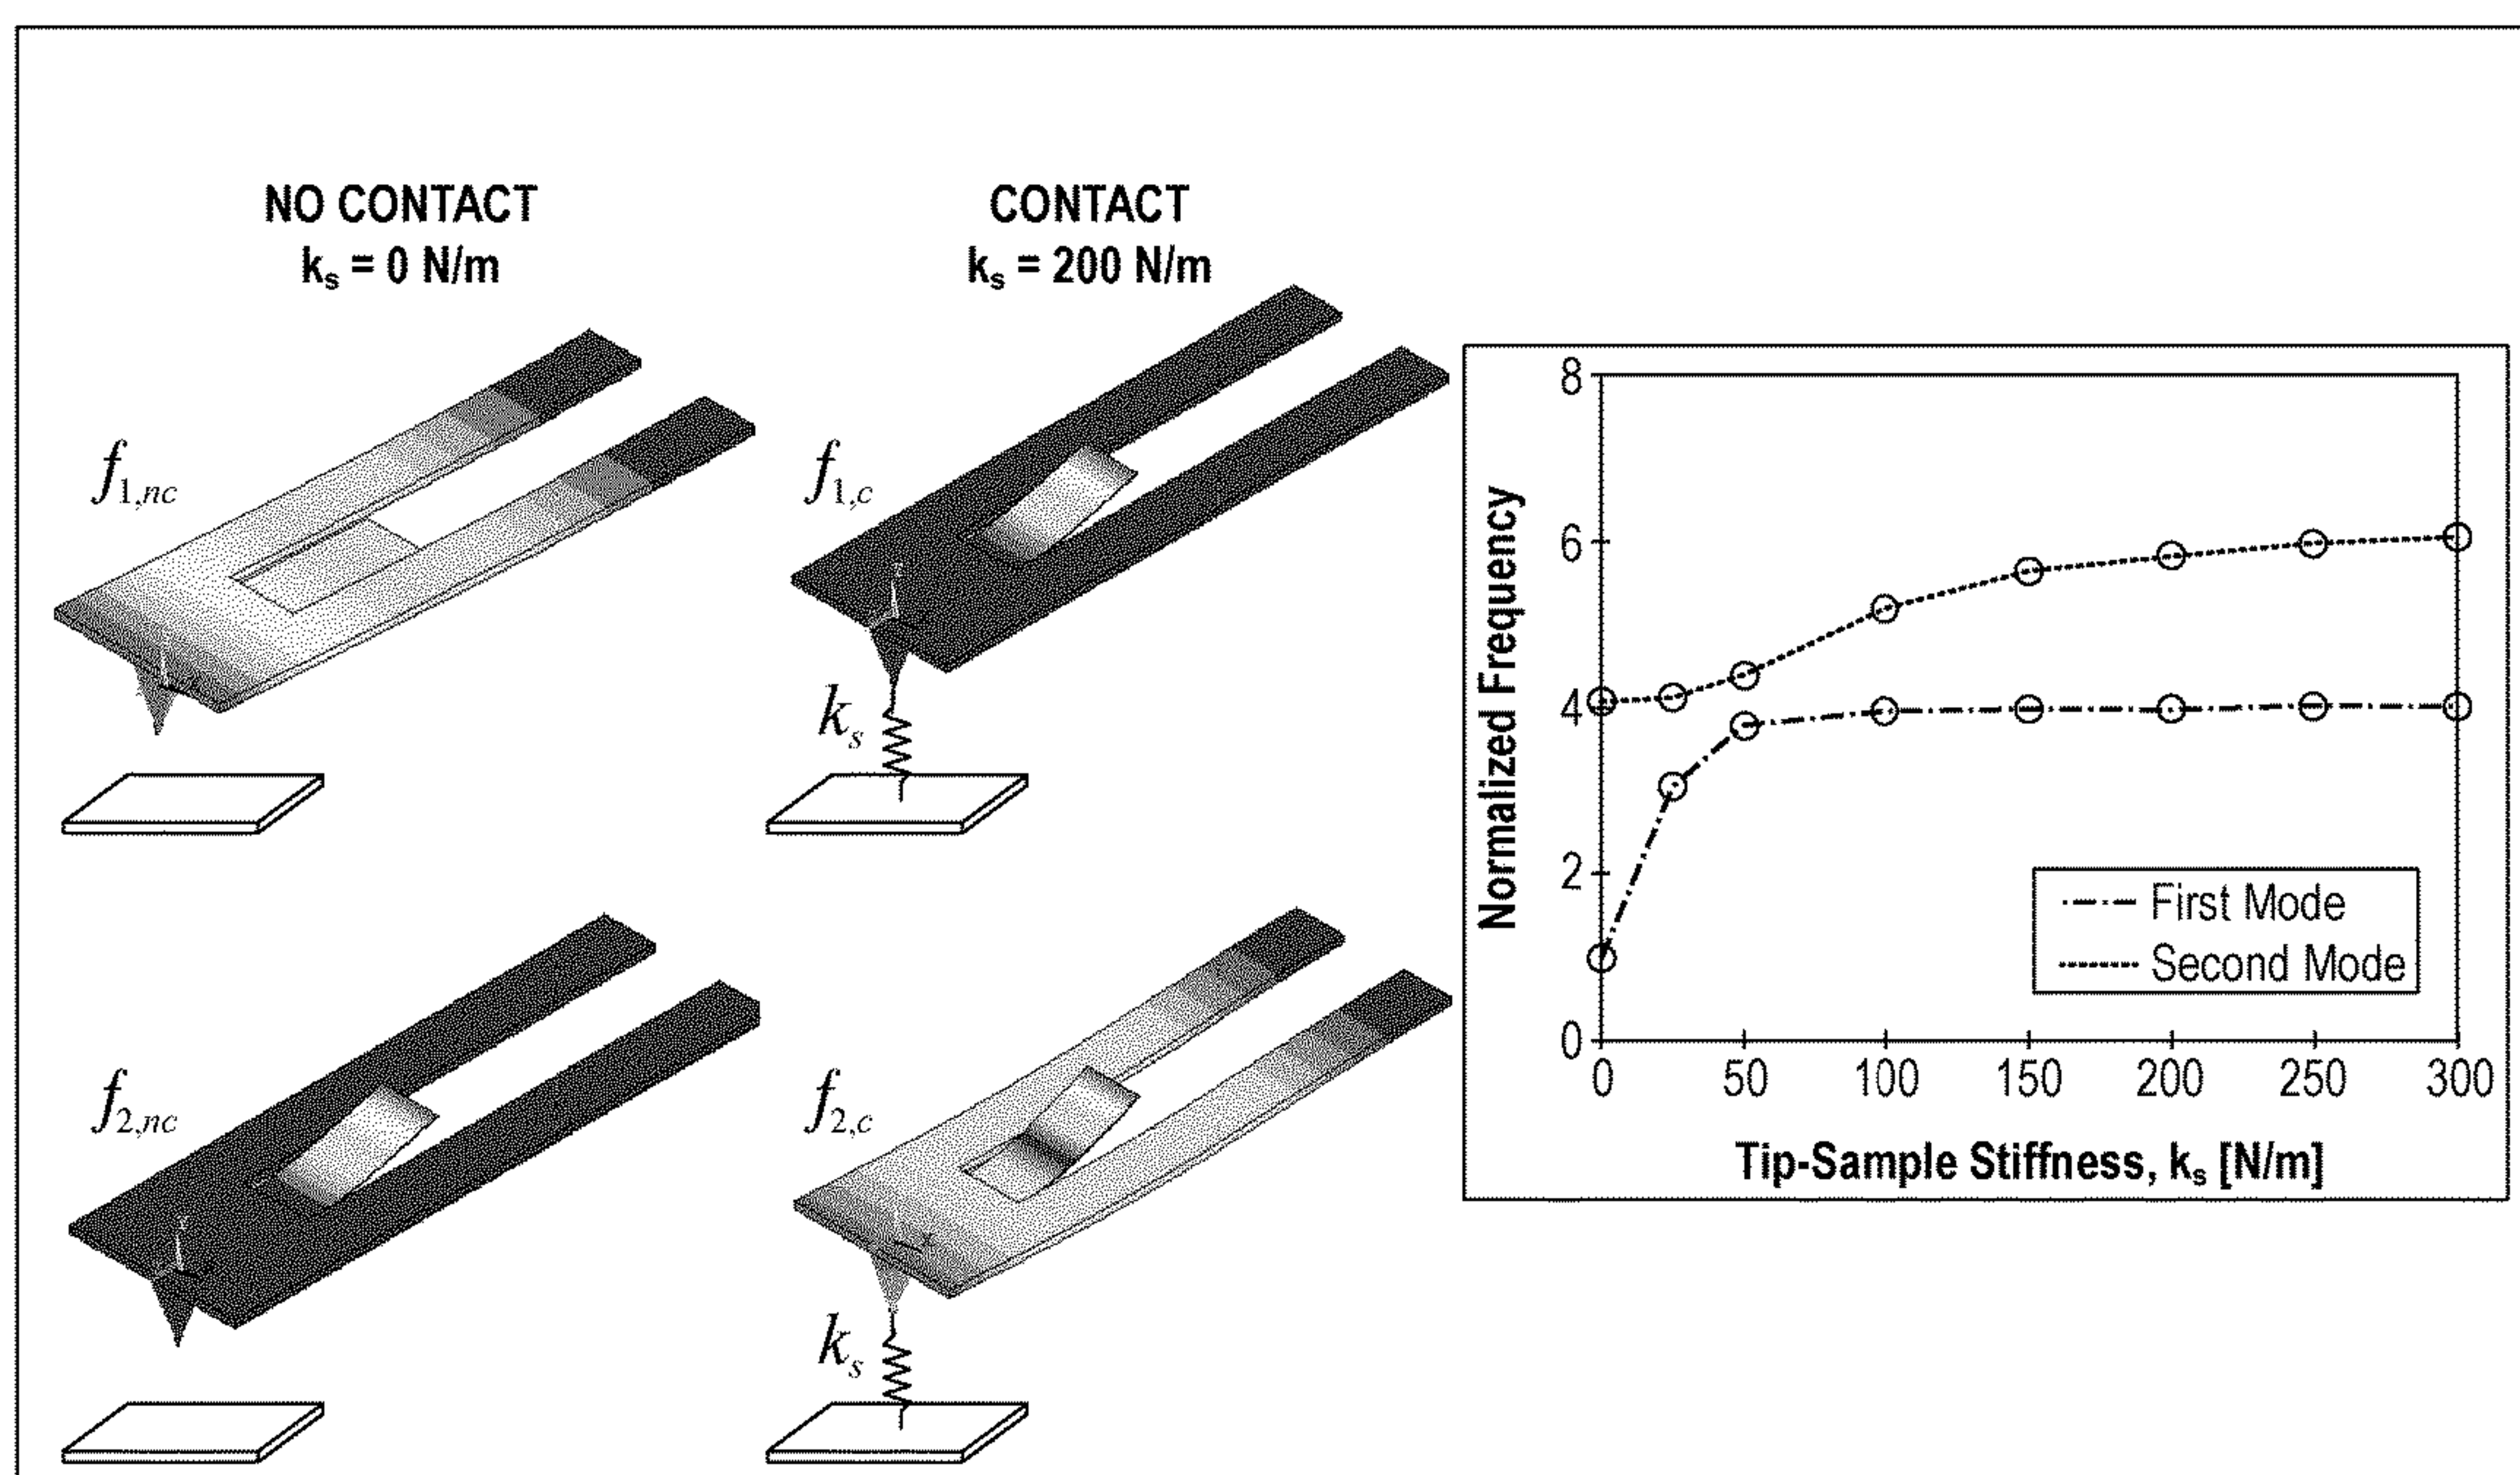 NO CONTACT
kₛ = 0 N/m
CONTACT
kₛ = 200 N/m
f₁,nc
f₁,c
z
kₛ
f₂,nc
f₂,c
X
kₛ
8
6
4
2
0
0 50 100 150 200 250 300
Normalized Frequency
Tip-Sample Stiffness, kₛ [N/m]
First Mode
Second Mode